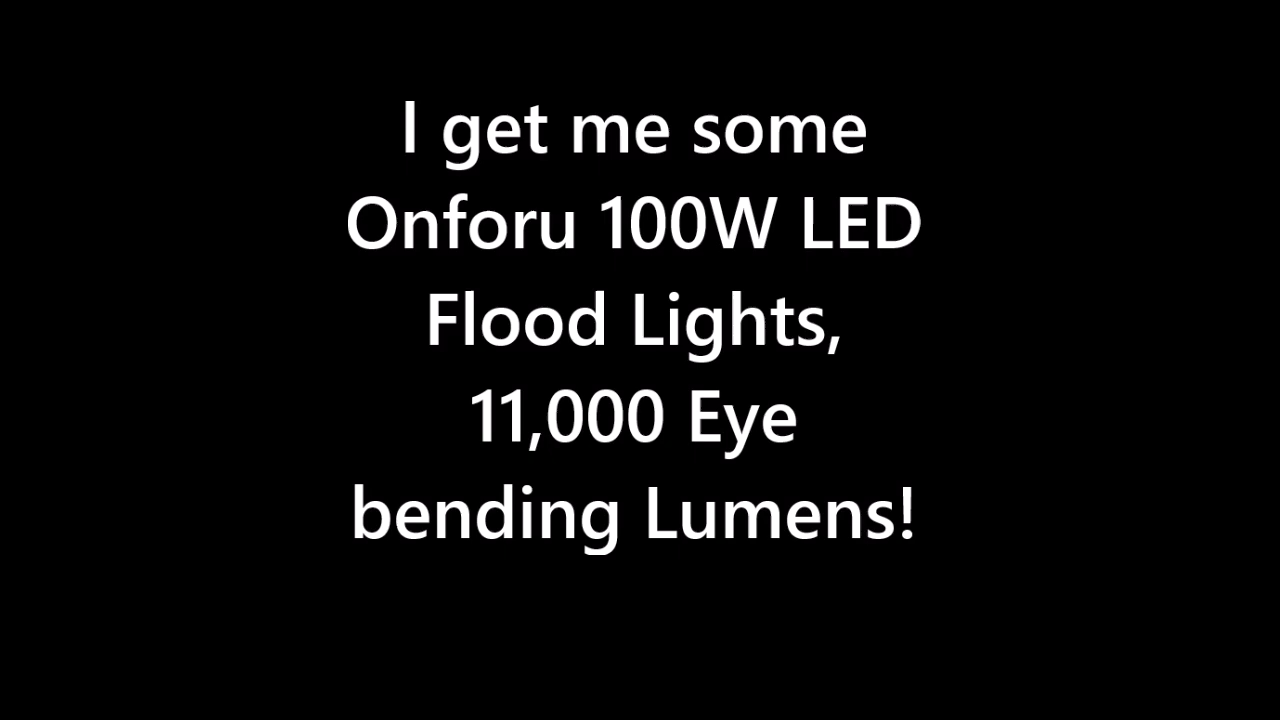 I get me some
Onforu 100W LED
Flood Lights,
11,000 Eye
bending Lumens!